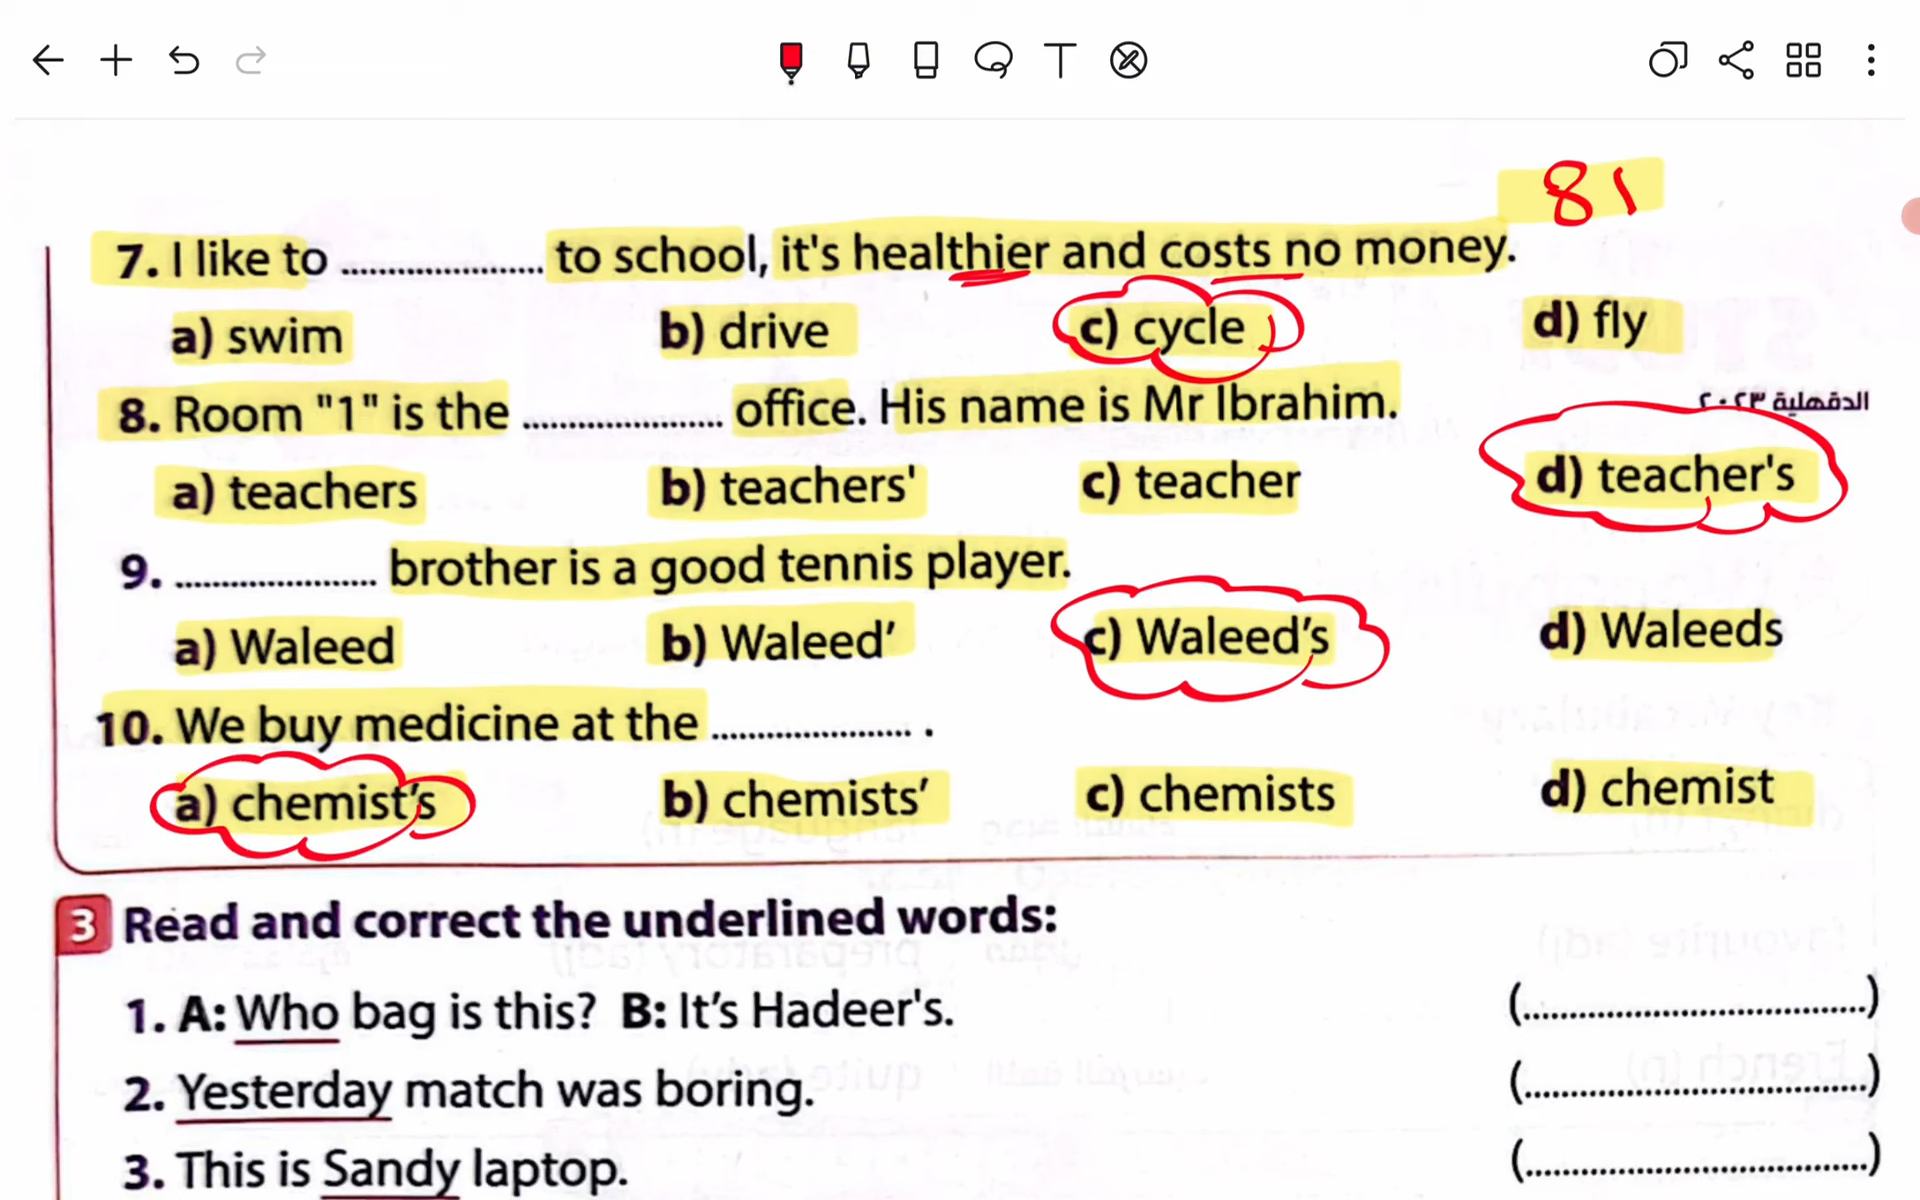 81
7. I like to ..................... to school, it's healthier and costs no money.
a) swim b) drive c) cycle d) fly
8. Room "1" is the ..................... office. His name is Mr Ibrahim.
الدقهلية ٢٠٢٣
a) teachers b) teachers' c) teacher d) teacher's
9. ..................... brother is a good tennis player.
a) Waleed b) Waleed’ c) Waleed’s d) Waleeds
10. We buy medicine at the ..................... .
a) chemist’s b) chemists’ c) chemists d) chemist
3 Read and correct the underlined words:
1. A: Who bag is this? B: It’s Hadeer's. (....................................)
2. Yesterday match was boring. (....................................)
3. This is Sandy laptop. (....................................)